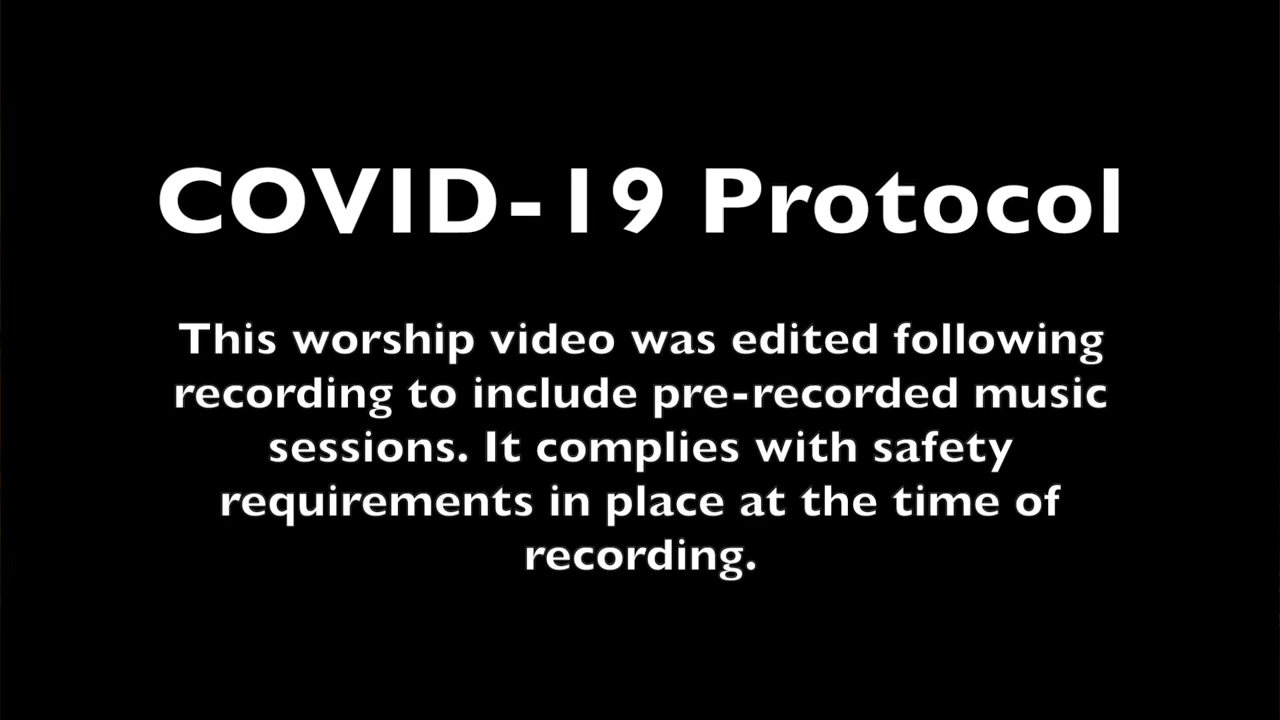 COVID-19 Protocol
This worship video was edited following
recording to include pre-recorded music
sessions. It complies with safety
requirements in place at the time of
recording.